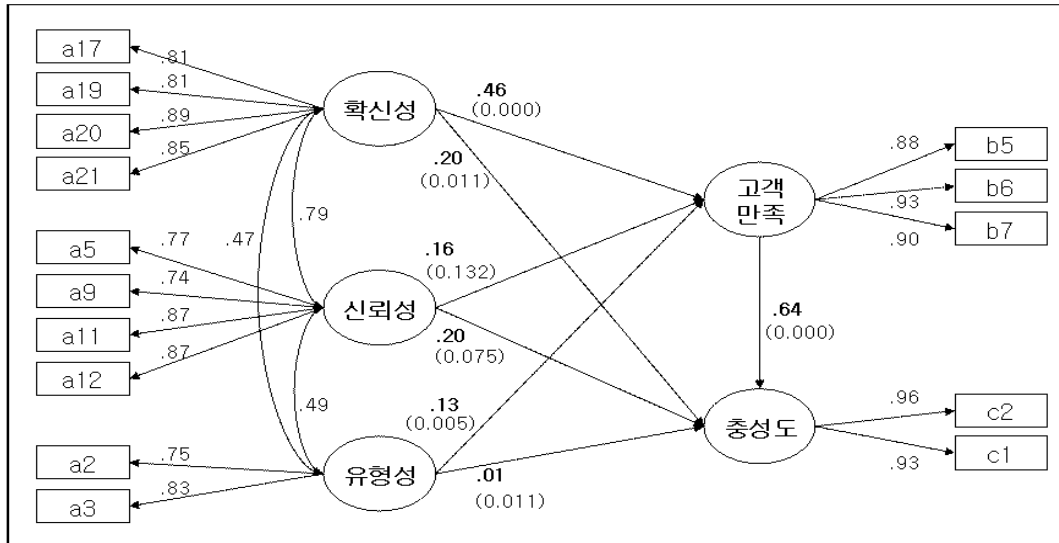 a17
.81
a19
.81
a20
.89
a21
.85
확신성
.46
(0.000)
.20
(0.011)
고객
만족
.88
b5
b6
.93
b7
.90
.47
.79
a5
.77
a9
.74
a11
.87
a12
.87
신뢰성
.16
(0.132)
.20
(0.075)
.64
(0.000)
.49
.13
(0.005)
a2
.75
a3
.83
유형성
.01
(0.011)
충성도
.96
c2
c1
.93